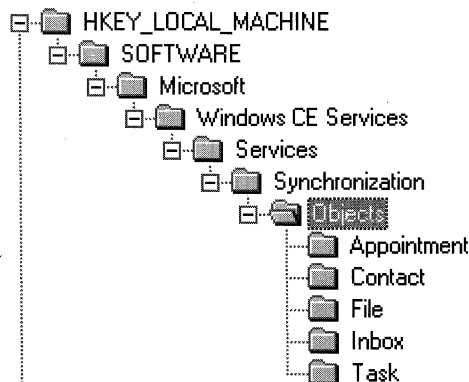 HKEY_LOCAL_MACHINE
SOFTWARE
Microsoft
Windows CE Services
Services
Synchronization
Objects
Appointment
Contact
File
Inbox
Task